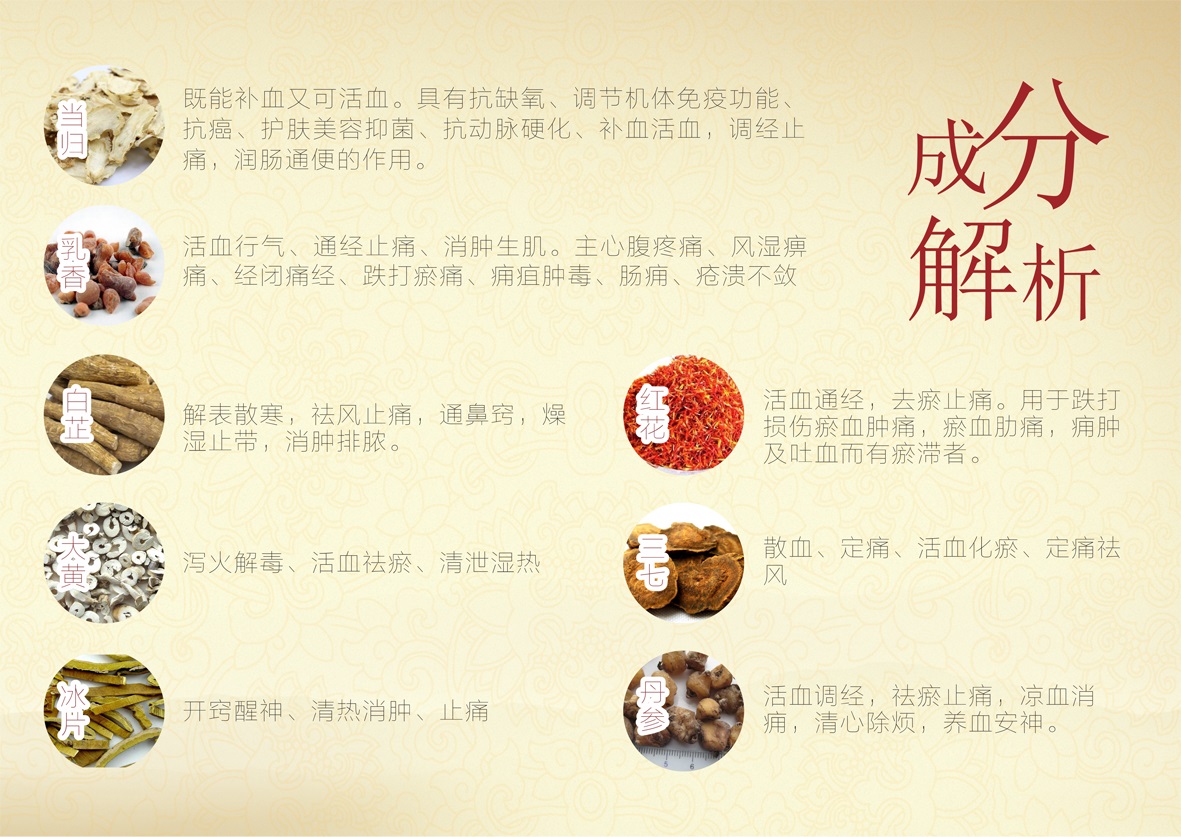 成分
解析
当归
既能补血又可活血。具有抗缺氧、调节机体免疫功能、
抗癌、护肤美容抑菌、抗动脉硬化、补血活血，调经止
痛，润肠通便的作用。
乳香
活血行气、通经止痛、消肿生肌。主心腹疼痛、风湿痹
痛、经闭痛经、跌打瘀痛、痈疽肿毒、肠痈、疮溃不敛
白芷
解表散寒，祛风止痛，通鼻窍，燥
湿止带，消肿排脓。
红花
活血通经，去瘀止痛。用于跌打
损伤瘀血肿痛，瘀血肋痛，痈肿
及吐血而有瘀滞者。
大黄
泻火解毒、活血祛瘀、清泄湿热
三七
散血、定痛、活血化瘀、定痛祛
风
冰片
开窍醒神、清热消肿、止痛
丹参
活血调经，祛瘀止痛，凉血消
痈，清心除烦，养血安神。
5 6